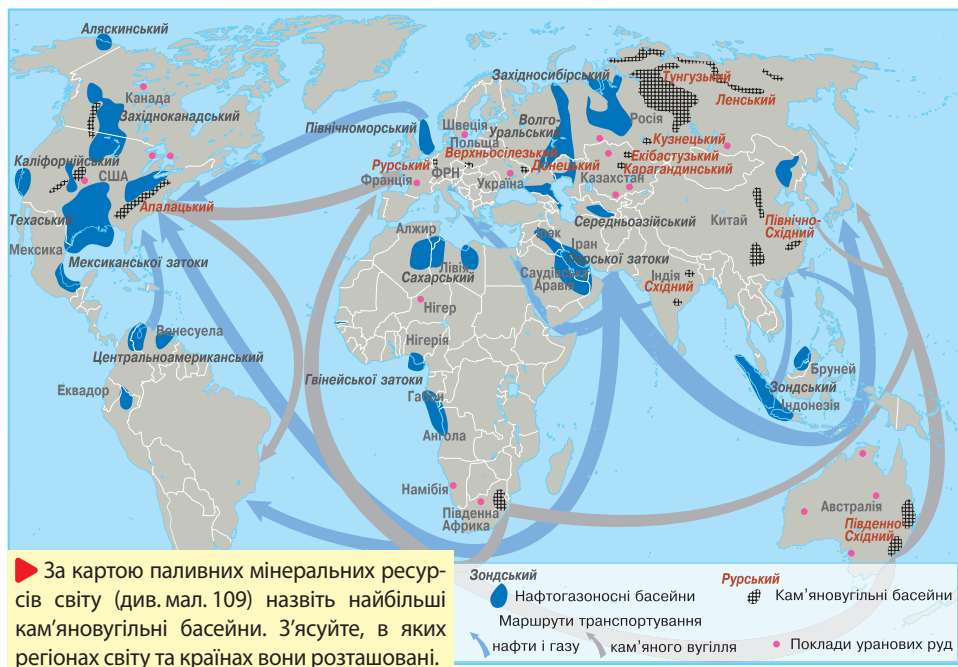 Аляскинський
Канада
Західноканадський
Каліфорнійський
США
Апалацький
Техаський
Мексика
Мексиканської затоки
Венесуела
Центральноамериканський
Еквадор
Північноморський
Швеція
Польща
Рурський
Верхньосілезький
ФРН
Франція
Україна
Донецький
Волго-
Уральський
Західносибірський
Тунгузький
Ленський
Росія
Кузнецький
Екібастузький
Карагандинський
Казахстан
Середньоазійський
Китай
Північно-
Східний
Алжир
Лівія
Сахарський
Ірак
Іран
Перської затоки
Саудівська
Аравія
Індія
Східний
Нігер
Нігерія
Гвінейської затоки
Габон
Ангола
Намібія
Південна
Африка
Бруней
Зондський
Індонезія
Австралія
Південно-
Східний
За картою паливних мінеральних ресур-
сів світу (див. мал. 109) назвіть найбільші
кам’яновугільні басейни. З’ясуйте, в яких
регіонах світу та країнах вони розташовані.
Зондський
Нафтогазоносні басейни
Рурський
Кам’яновугільні басейни
Маршрути транспортування
нафти і газу
кам’яного вугілля
Поклади уранових руд